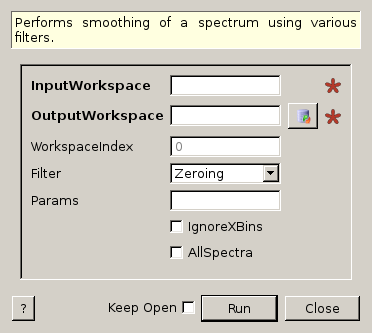 Performs smoothing of a spectrum using various
filters.
InputWorkspace
OutputWorkspace
WorkspaceIndex 0
Filter Zeroing
Params
IgnoreXBins
AllSpectra
? Keep Open Run Close